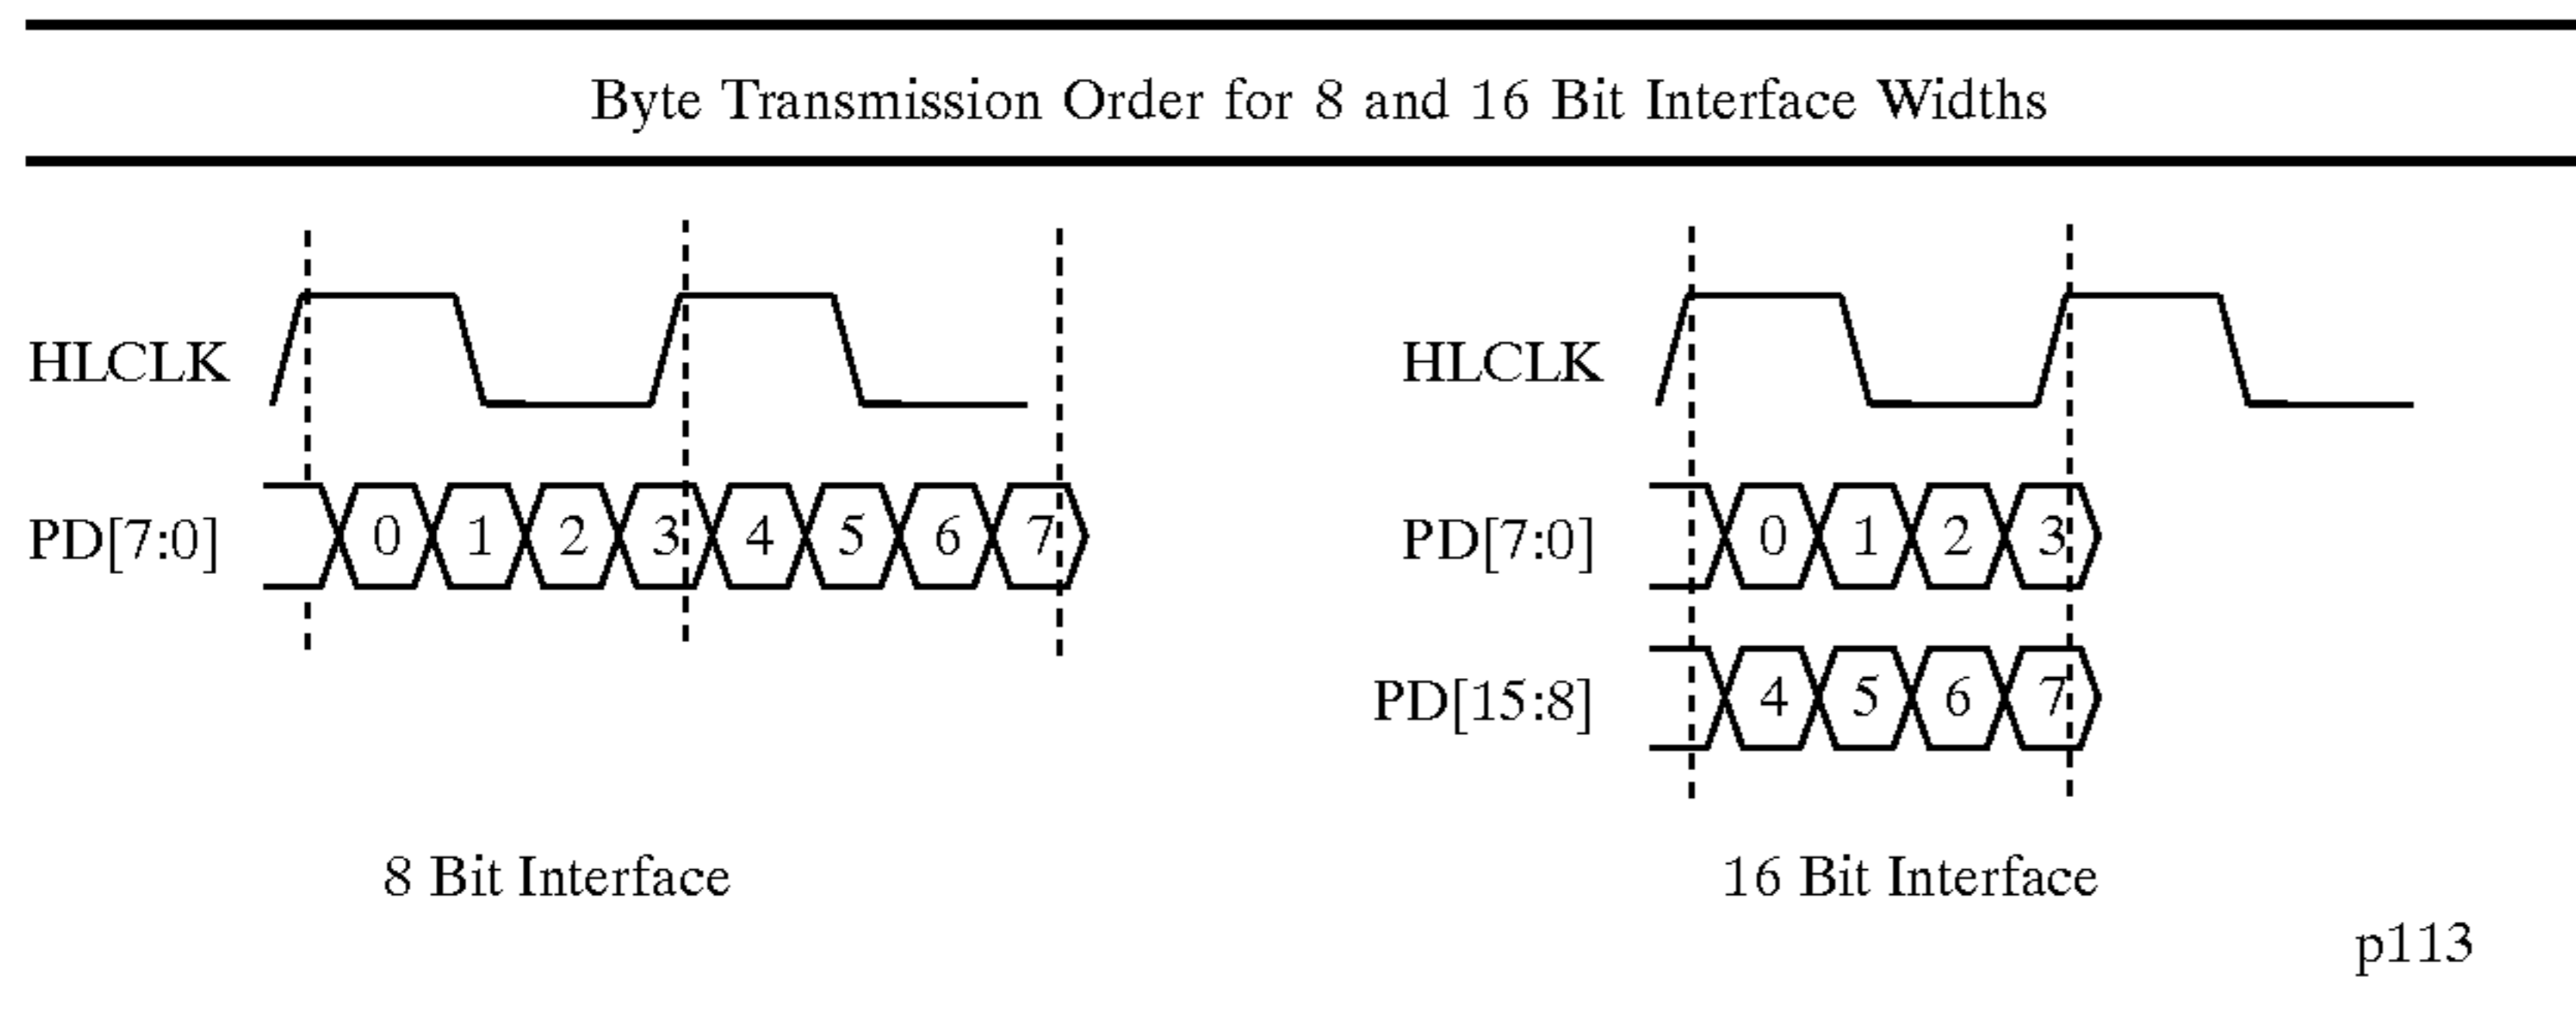 Byte Transmission Order for 8 and 16 Bit Interface Widths
HLCLK
PD[7:0]
0 1 2 3 4 5 6 7
8 Bit Interface
HLCLK
PD[7:0]
0 1 2 3
PD[15:8]
4 5 6 7
16 Bit Interface
p113